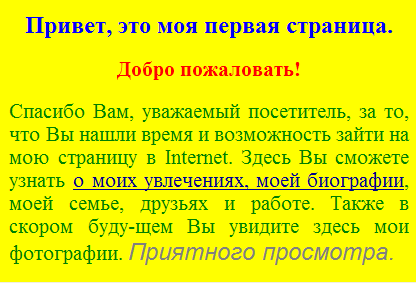 Привет, это моя первая страница.
Добро пожаловать!
Спасибо Вам, уважаемый посетитель, за то,
что Вы нашли время и возможность зайти на
мою страницу в Internet. Здесь Вы сможете
узнать о моих увлечениях, моей биографии,
моей семье, друзьях и работе. Также в
скором буду-щем Вы увидите здесь мои
фотографии. Приятного просмотра.